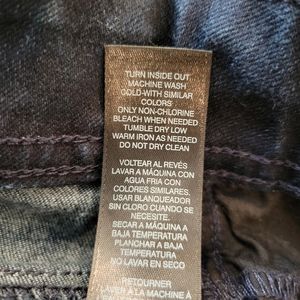 TURN INSIDE OUT
MACHINE WASH
COLD-WITH SIMILAR
COLORS
ONLY NON-CHLORINE
BLEACH WHEN NEEDED
TUMBLE DRY LOW
WARM IRON AS NEEDED
DO NOT DRY CLEAN
VOLTEAR AL REVÉS
LAVAR A MÁQUINA CON
AGUA FRIA CON
COLORES SIMILARES,
USAR BLANQUEADOR
SIN CLORO CUANDO SE
NECESITE.
SECAR A MÁQUINA A
BAJA TEMPERATURA
PLANCHAR A BAJA
TEMPERATURA
NO LAVAR EN SECO
RETOURNER
LAVER À LA MACHINE À